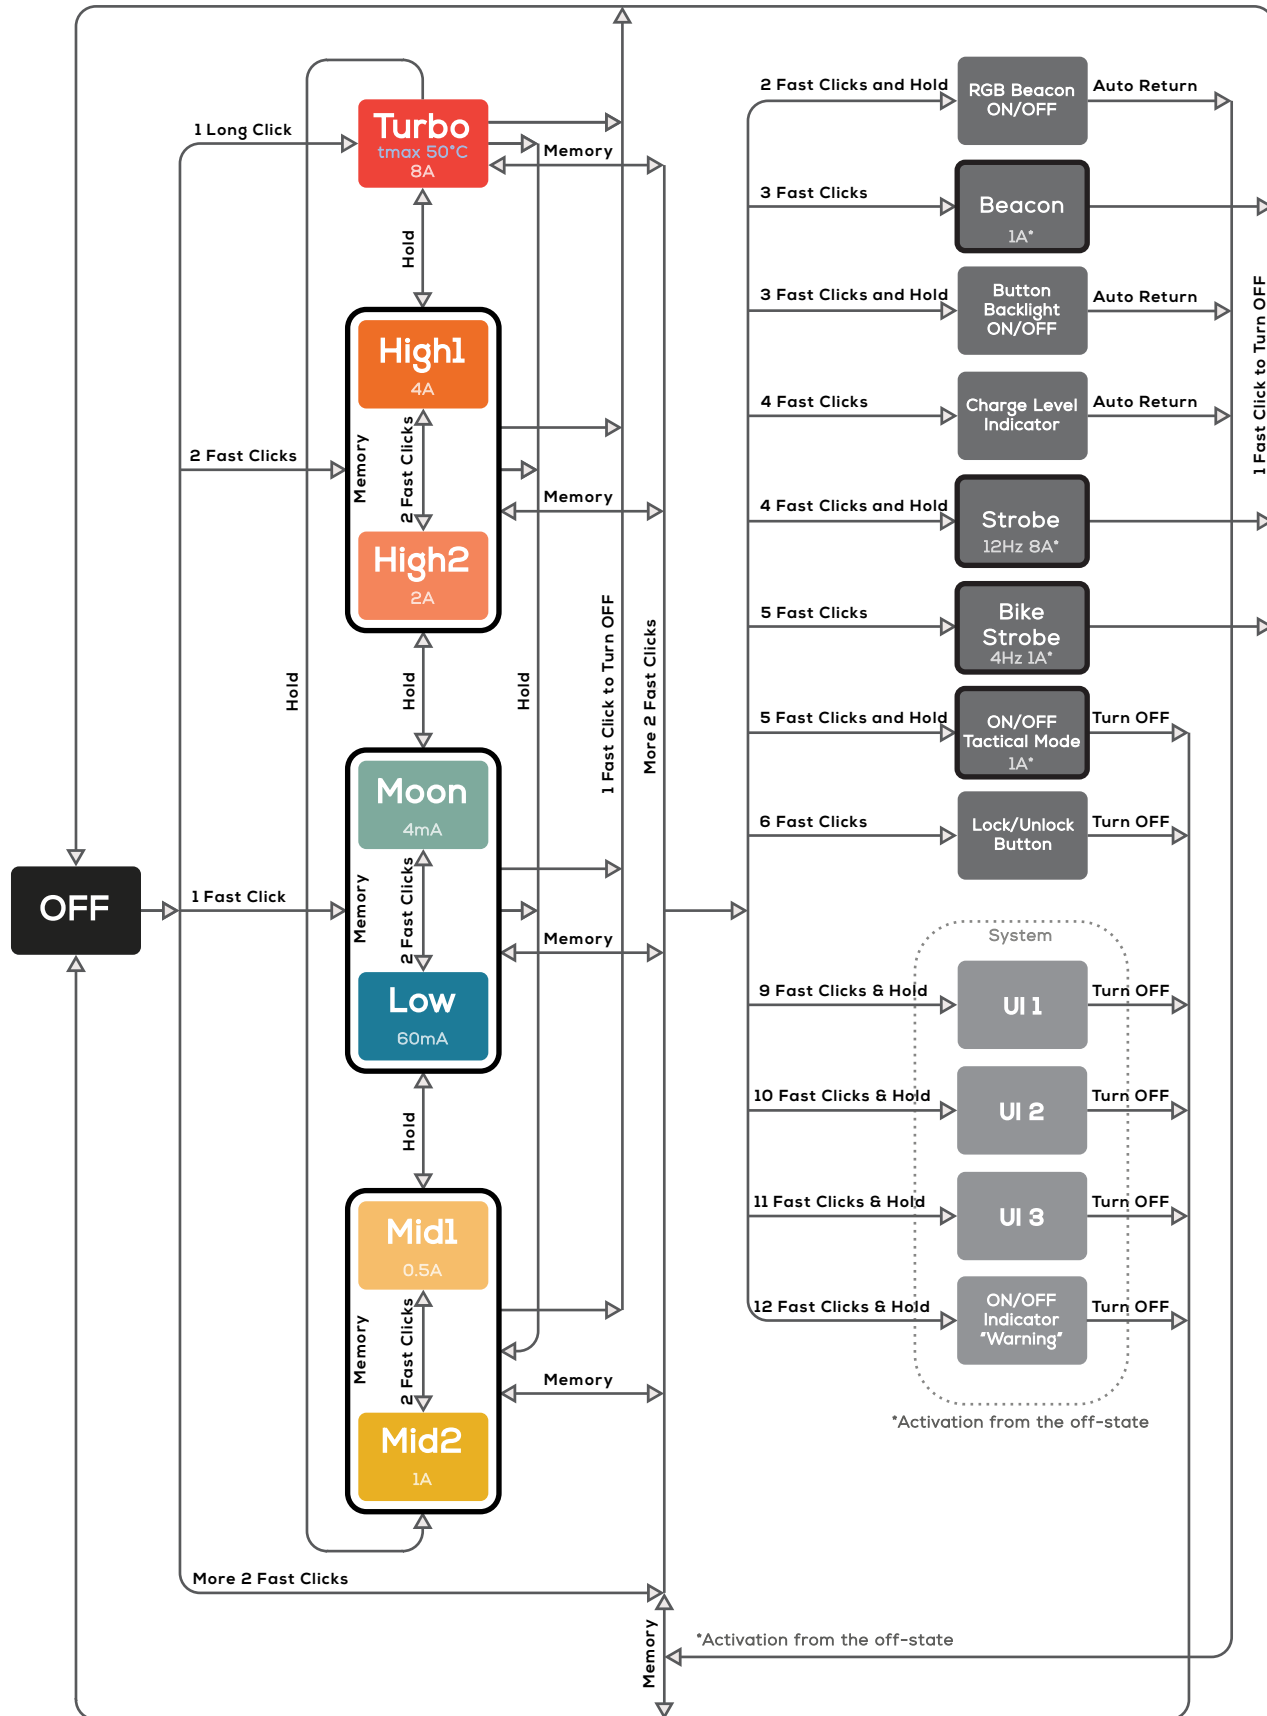 OFF
1 Long Click
2 Fast Clicks
1 Fast Click
More 2 Fast Clicks
Turbo
tmax 50°C
8A
Hold
High1
4A
Memory
2 Fast Clicks
High2
2A
Hold
Moon
4mA
Memory
2 Fast Clicks
Low
60mA
Hold
Mid1
0.5A
Memory
2 Fast Clicks
Mid2
1A
Hold
Hold
Memory
Memory
Memory
Memory
1 Fast Click to Turn OFF
More 2 Fast Clicks
2 Fast Clicks and Hold
RGB Beacon
ON/OFF
Auto Return
3 Fast Clicks
Beacon
1A*
3 Fast Clicks and Hold
Button
Backlight
ON/OFF
Auto Return
4 Fast Clicks
Charge Level
Indicator
Auto Return
4 Fast Clicks and Hold
Strobe
12Hz 8A*
5 Fast Clicks
Bike
Strobe
4Hz 1A*
5 Fast Clicks and Hold
ON/OFF
Tactical Mode
1A*
Turn OFF
6 Fast Clicks
Lock/Unlock
Button
Turn OFF
1 Fast Click to Turn OFF
System
9 Fast Clicks & Hold
UI 1
Turn OFF
10 Fast Clicks & Hold
UI 2
Turn OFF
11 Fast Clicks & Hold
UI 3
Turn OFF
12 Fast Clicks & Hold
ON/OFF
Indicator
"Warning"
Turn OFF
*Activation from the off-state
*Activation from the off-state
Memory